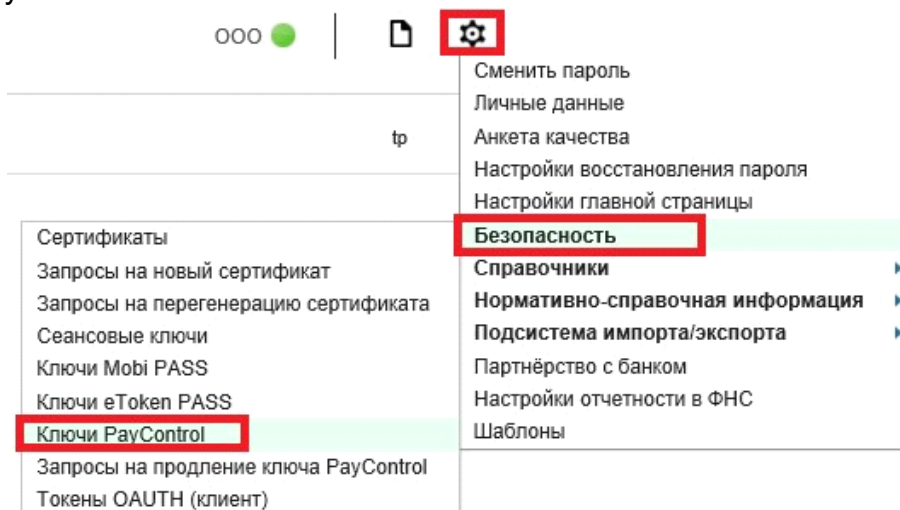 ООО
Сменить пароль
Личные данные
tp
Анкета качества
Настройки восстановления пароля
Настройки главной страницы
Безопасность
Справочники
Нормативно-справочная информация
Подсистема импорта/экспорта
Партнёрство с банком
Настройки отчетности в ФНС
Шаблоны
Сертификаты
Запросы на новый сертификат
Запросы на перегенерацию сертификата
Сеансовые ключи
Ключи Mobi PASS
Ключи eToken PASS
Ключи PayControl
Запросы на продление ключа PayControl
Токены OAUTH (клиент)